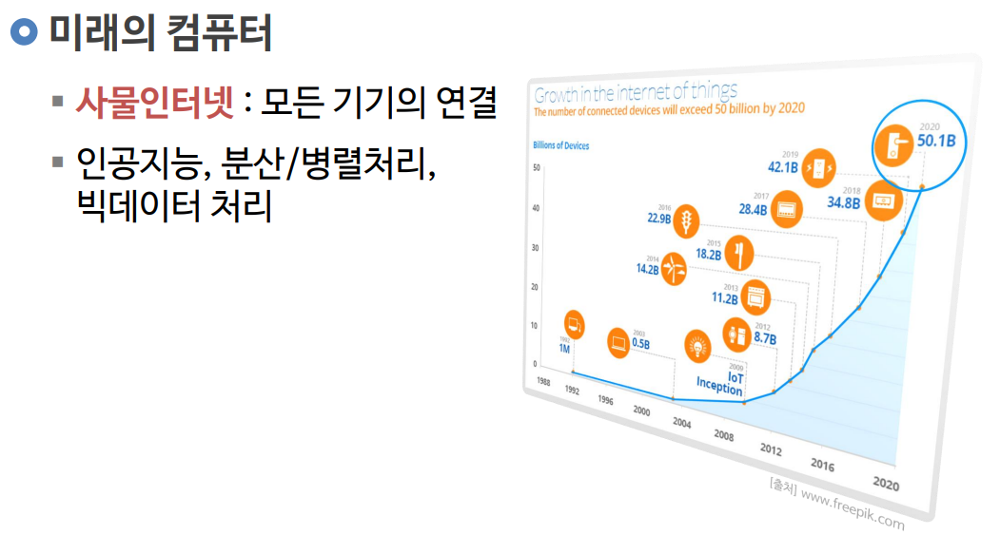 미래의 컴퓨터
사물인터넷 : 모든 기기의 연결
인공지능, 분산/병렬처리,
빅데이터 처리
Growth in the internet of things
The number of connected devices will exceed 50 billion by 2020
Billions of Devices
50
40
30
20
10
0
1992
1M
2003
0.5B
2009
IoT
Inception
2012
8.7B
2013
11.2B
2014
14.2B
2015
18.2B
2016
22.9B
2017
28.4B
2018
34.8B
2019
42.1B
2020
50.1B
1988
1992
1996
2000
2004
2008
2012
2016
2020
[출처] www.freepik.com